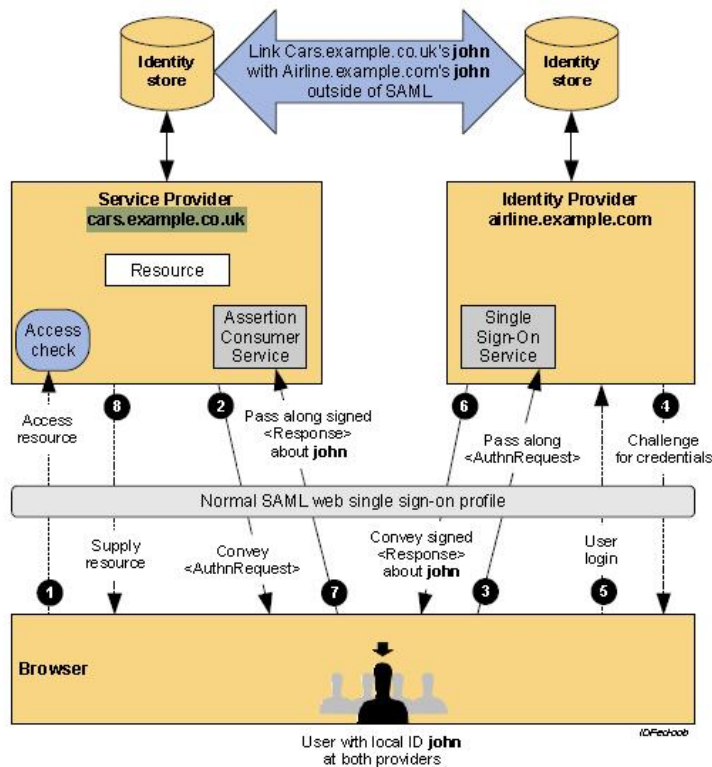 Identity
store
Link Cars.example.co.uk's john
with Airline.example.com's john
outside of SAML
Identity
store
Service Provider
cars.example.co.uk
Resource
Access
check
Assertion
Consumer
Service
Identity Provider
airline.example.com
Single
Sign-On
Service
8
2
6
4
Access
resource
Pass along signed
<Response>
about john
Pass along
<AuthnRequest>
Challenge
for credentials
Normal SAML web single sign-on profile
Supply
resource
Convey
<AuthnRequest>
Convey signed
<Response>
about john
User
login
1
7
3
5
Browser
User with local ID john
at both providers
IDFed-oob